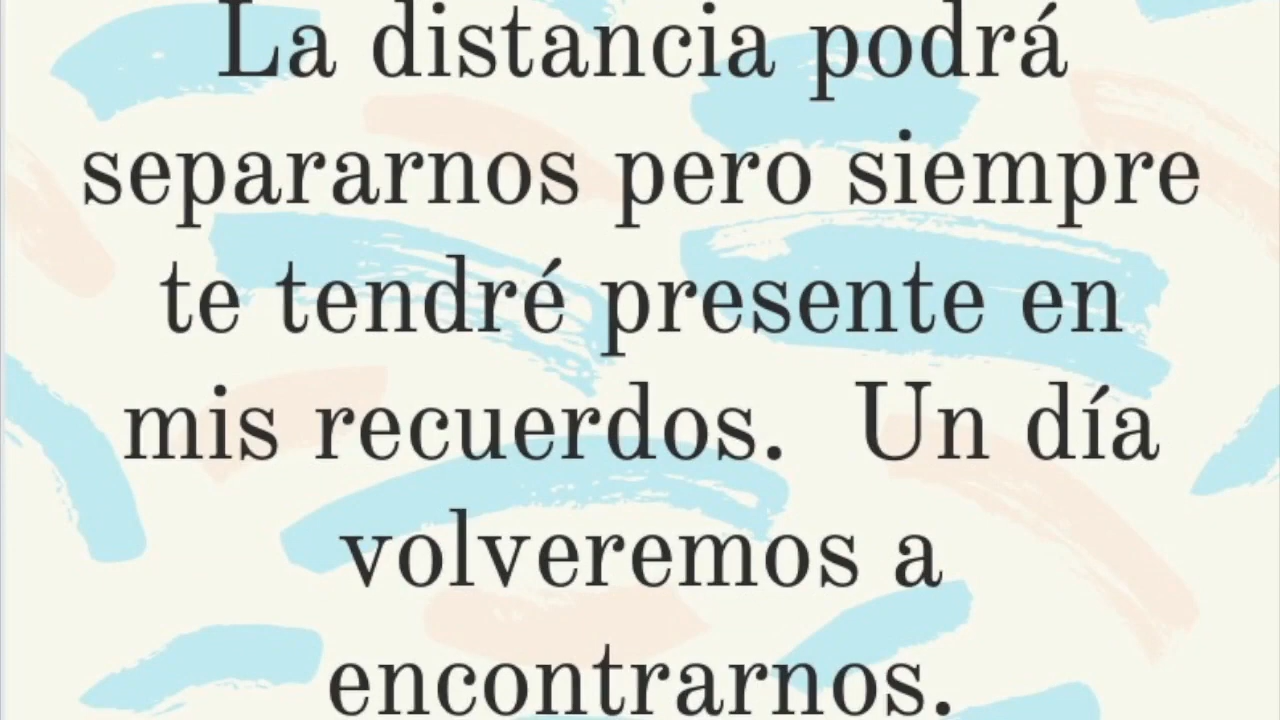 La distancia podrá
separarnos pero siempre
te tendré presente en
mis recuerdos.  Un día
volveremos a
encontrarnos.